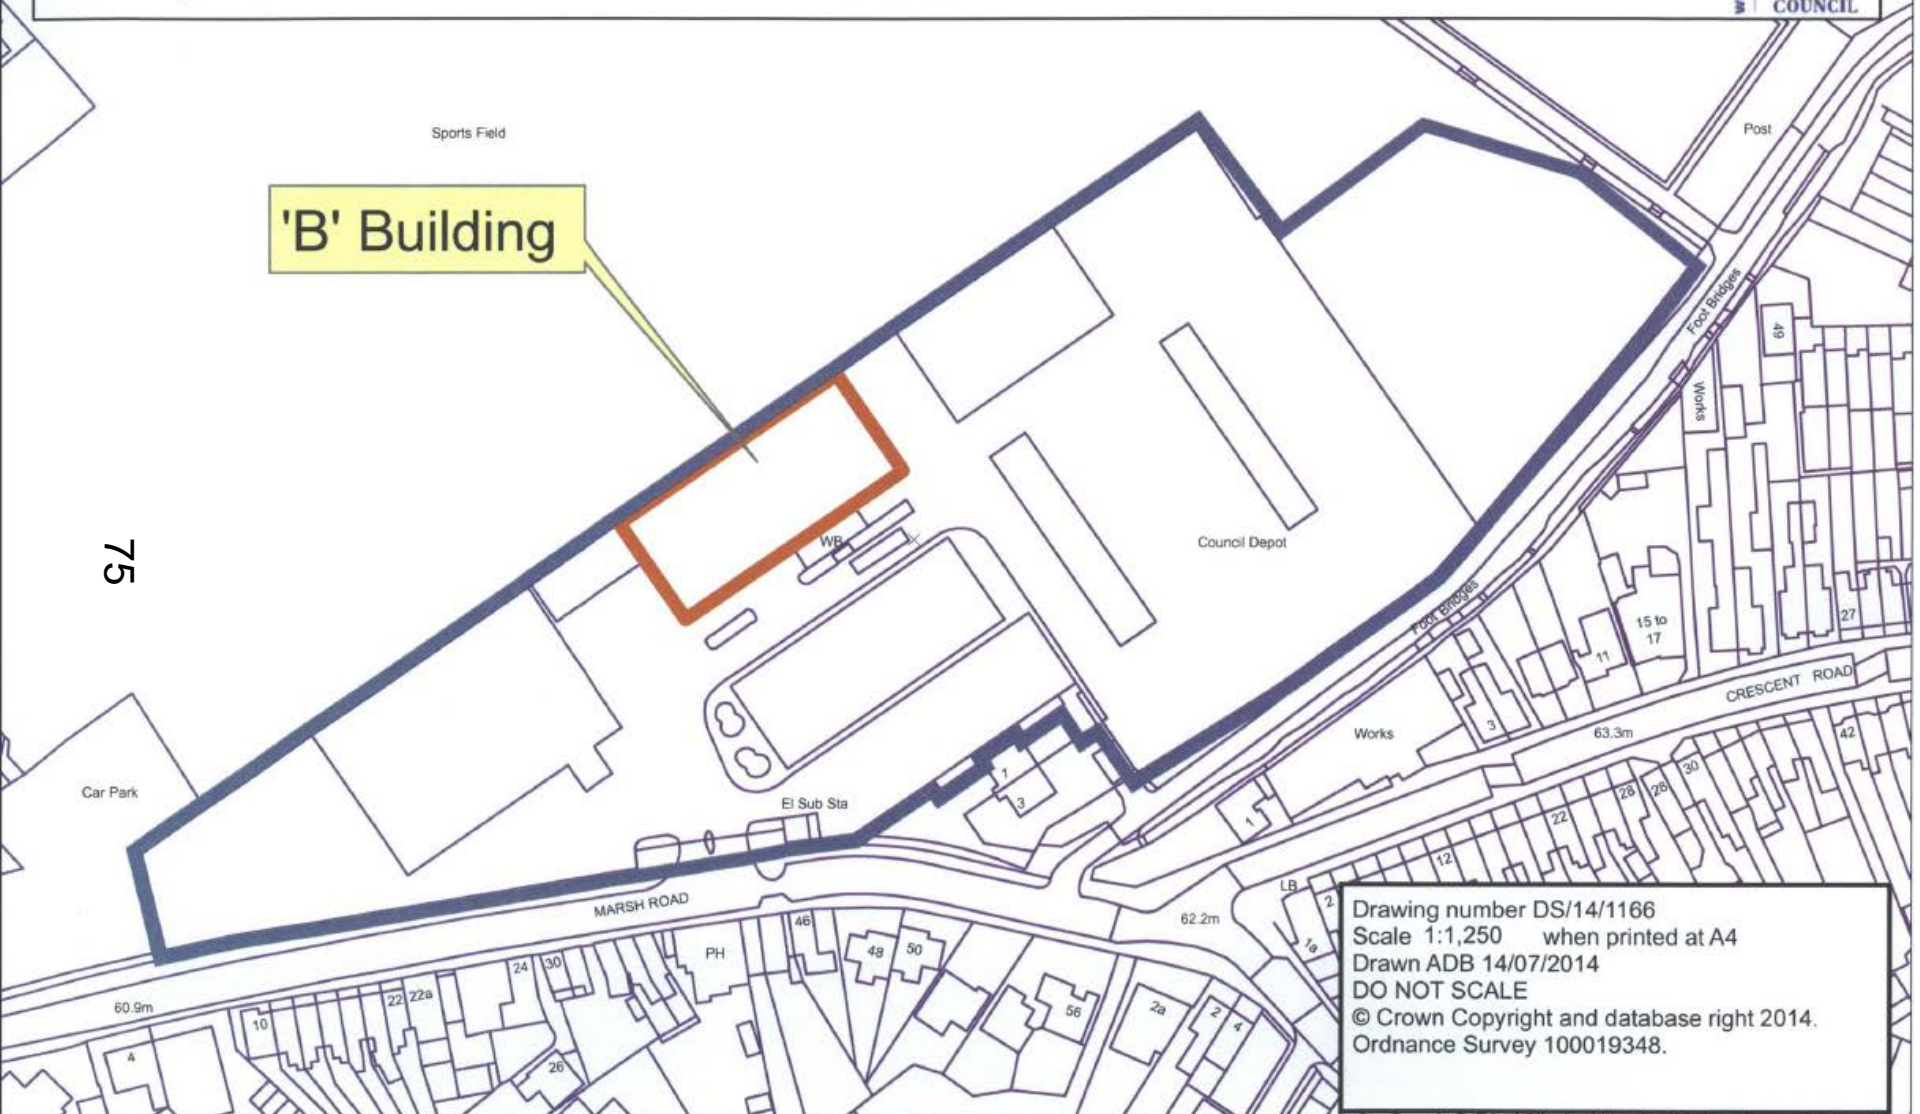 COUNCIL
Sports Field
Post
'B' Building
Foot Bridges
49
Works
75
WB
Council Depot
Foot Bridges
15 to
17
27
11
CRESCENT ROAD
3
Works
63.3m
42
30
Car Park
1
3
El Sub Sta
1
28
28
22
12
MARSH ROAD
LB
2
62.2m
1a
46
PH
48
50
24
30
22
22a
60.9m
10
56
2a
2
4
4
26
Drawing number DS/14/1166
Scale 1:1,250 when printed at A4
Drawn ADB 14/07/2014
DO NOT SCALE
© Crown Copyright and database right 2014.
Ordnance Survey 100019348.